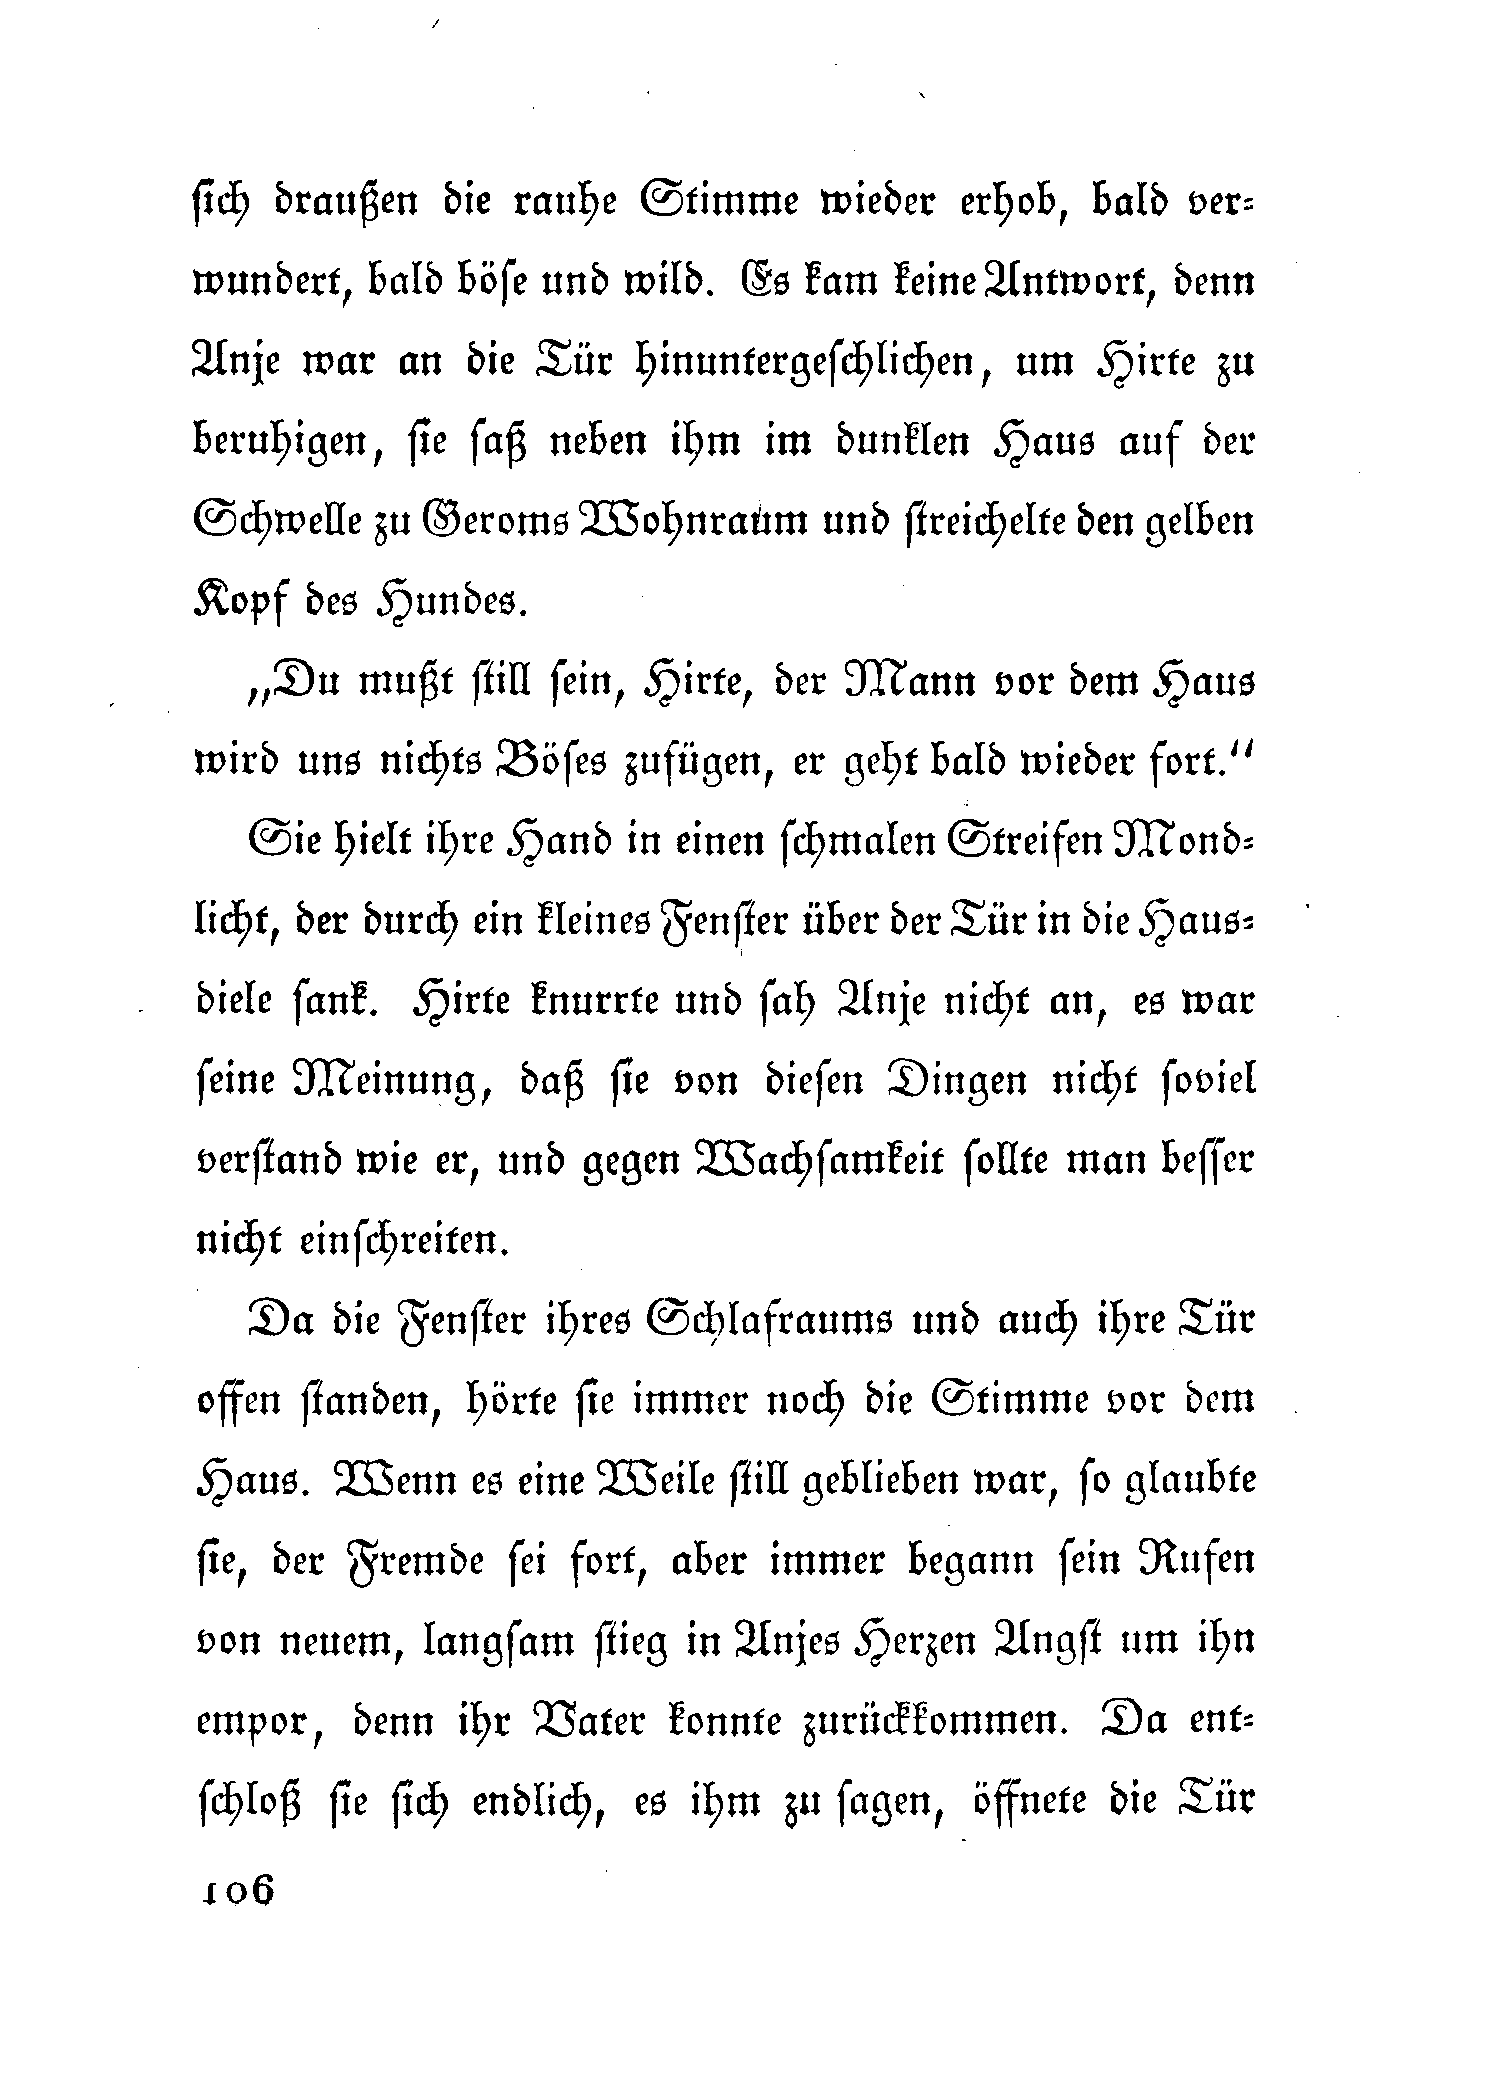 sich draußen die rauhe Stimme wieder erhob, bald ver-
wundert, bald böse und wild. Es kam keine Antwort, denn
Anje war an die Tür hinuntergeschlichen, um Hirte zu
beruhigen, sie saß neben ihm im dunklen Haus auf der
Schwelle zu Geroms Wohnraum und streichelte den gelben
Kopf des Hundes.
„Du mußt still sein, Hirte, der Mann vor dem Haus
wird uns nichts Böses zufügen, er geht bald wieder fort.“
Sie hielt ihre Hand in einen schmalen Streifen Mond-
licht, der durch ein kleines Fenster über der Tür in die Haus-
diele sank. Hirte knurrte und sah Anje nicht an, es war
seine Meinung, daß sie von diesen Dingen nicht soviel
verstand wie er, und gegen Wachsamkeit sollte man besser
nicht einschreiten.
Da die Fenster ihres Schlafraums und auch ihre Tür
offen standen, hörte sie immer noch die Stimme vor dem
Haus. Wenn es eine Weile still geblieben war, so glaubte
sie, der Fremde sei fort, aber immer begann sein Rufen
von neuem, langsam stieg in Anjes Herzen Angst um ihn
empor, denn ihr Vater konnte zurückkommen. Da ent-
schloß sie sich endlich, es ihm zu sagen, öffnete die Tür
106